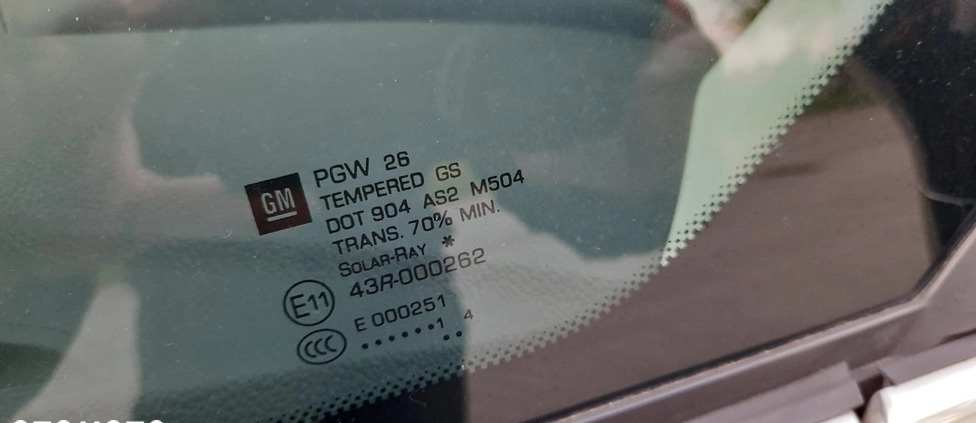 GM
PGW 26
TEMPERED GS
DOT 904 AS2 M504
TRANS. 70% MIN.
SOLAR-RAY *
43R-000262
E11
E 000251
CCC
••••••1 4
••